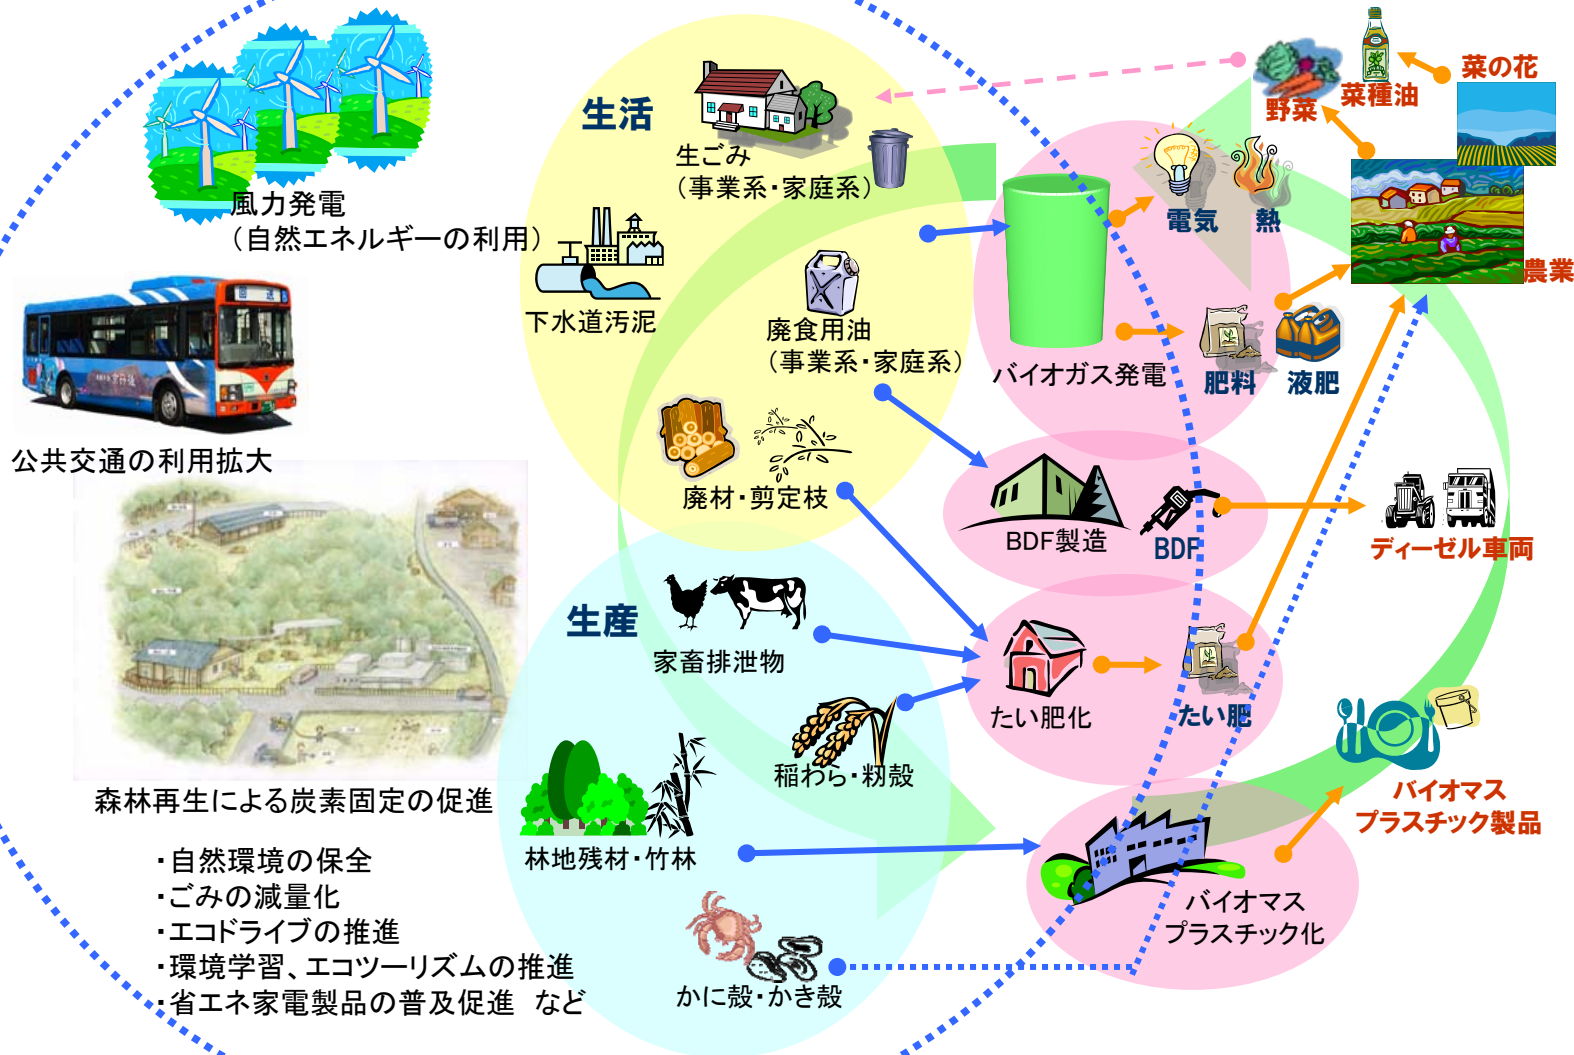 風力発電
（自然エネルギーの利用）
公共交通の利用拡大
森林再生による炭素固定の促進
・自然環境の保全
・ごみの減量化
・エコドライブの推進
・環境学習、エコツーリズムの推進
・省エネ家電製品の普及促進　など
生活
生ごみ
（事業系・家庭系）
下水道汚泥
廃食用油
（事業系・家庭系）
廃材・剪定枝
生産
家畜排泄物
稲わら・籾殻
林地残材・竹林
かに殻・かき殻
バイオガス発電
電気
熱
肥料
液肥
BDF製造
BDF
たい肥化
たい肥
バイオマス
プラスチック化
野菜
菜種油
菜の花
農業
ディーゼル車両
バイオマス
プラスチック製品